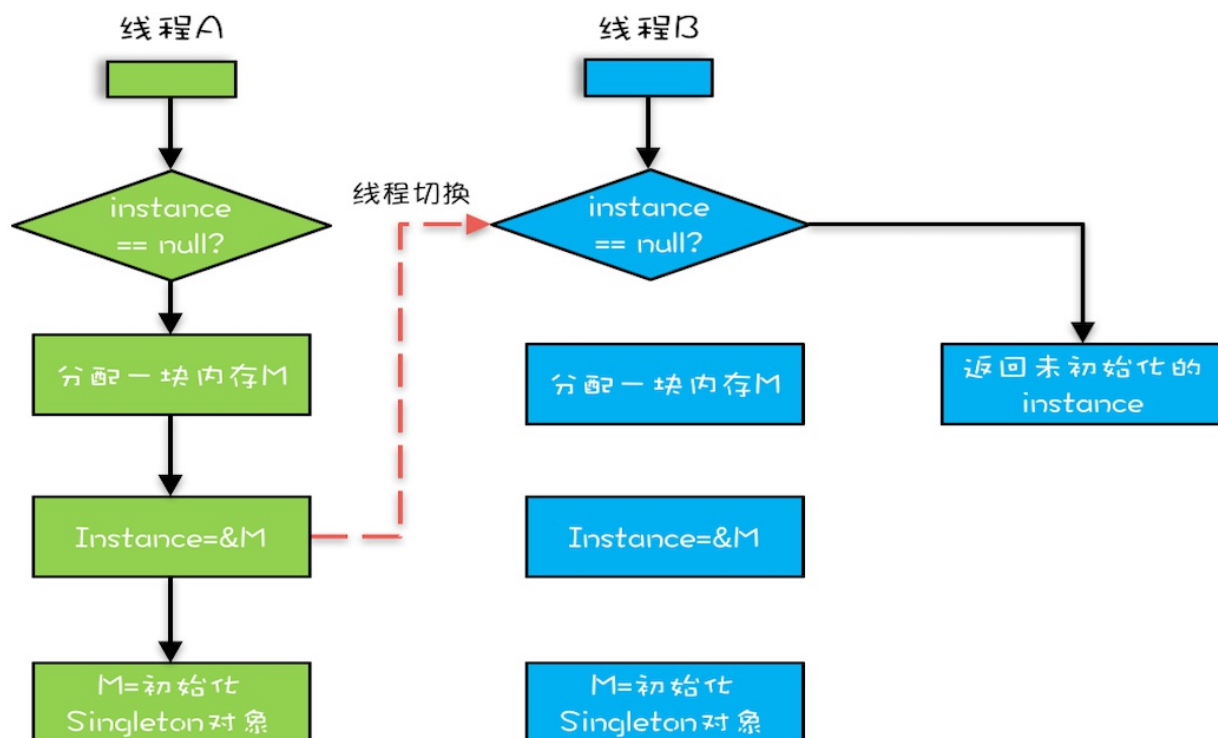 线程A
线程B
instance
== null?
线程切换
instance
== null?
分配一块内存M
分配一块内存M
返回未初始化的
instance
Instance=&M
Instance=&M
M=初始化
Singleton对象
M=初始化
Singleton对象